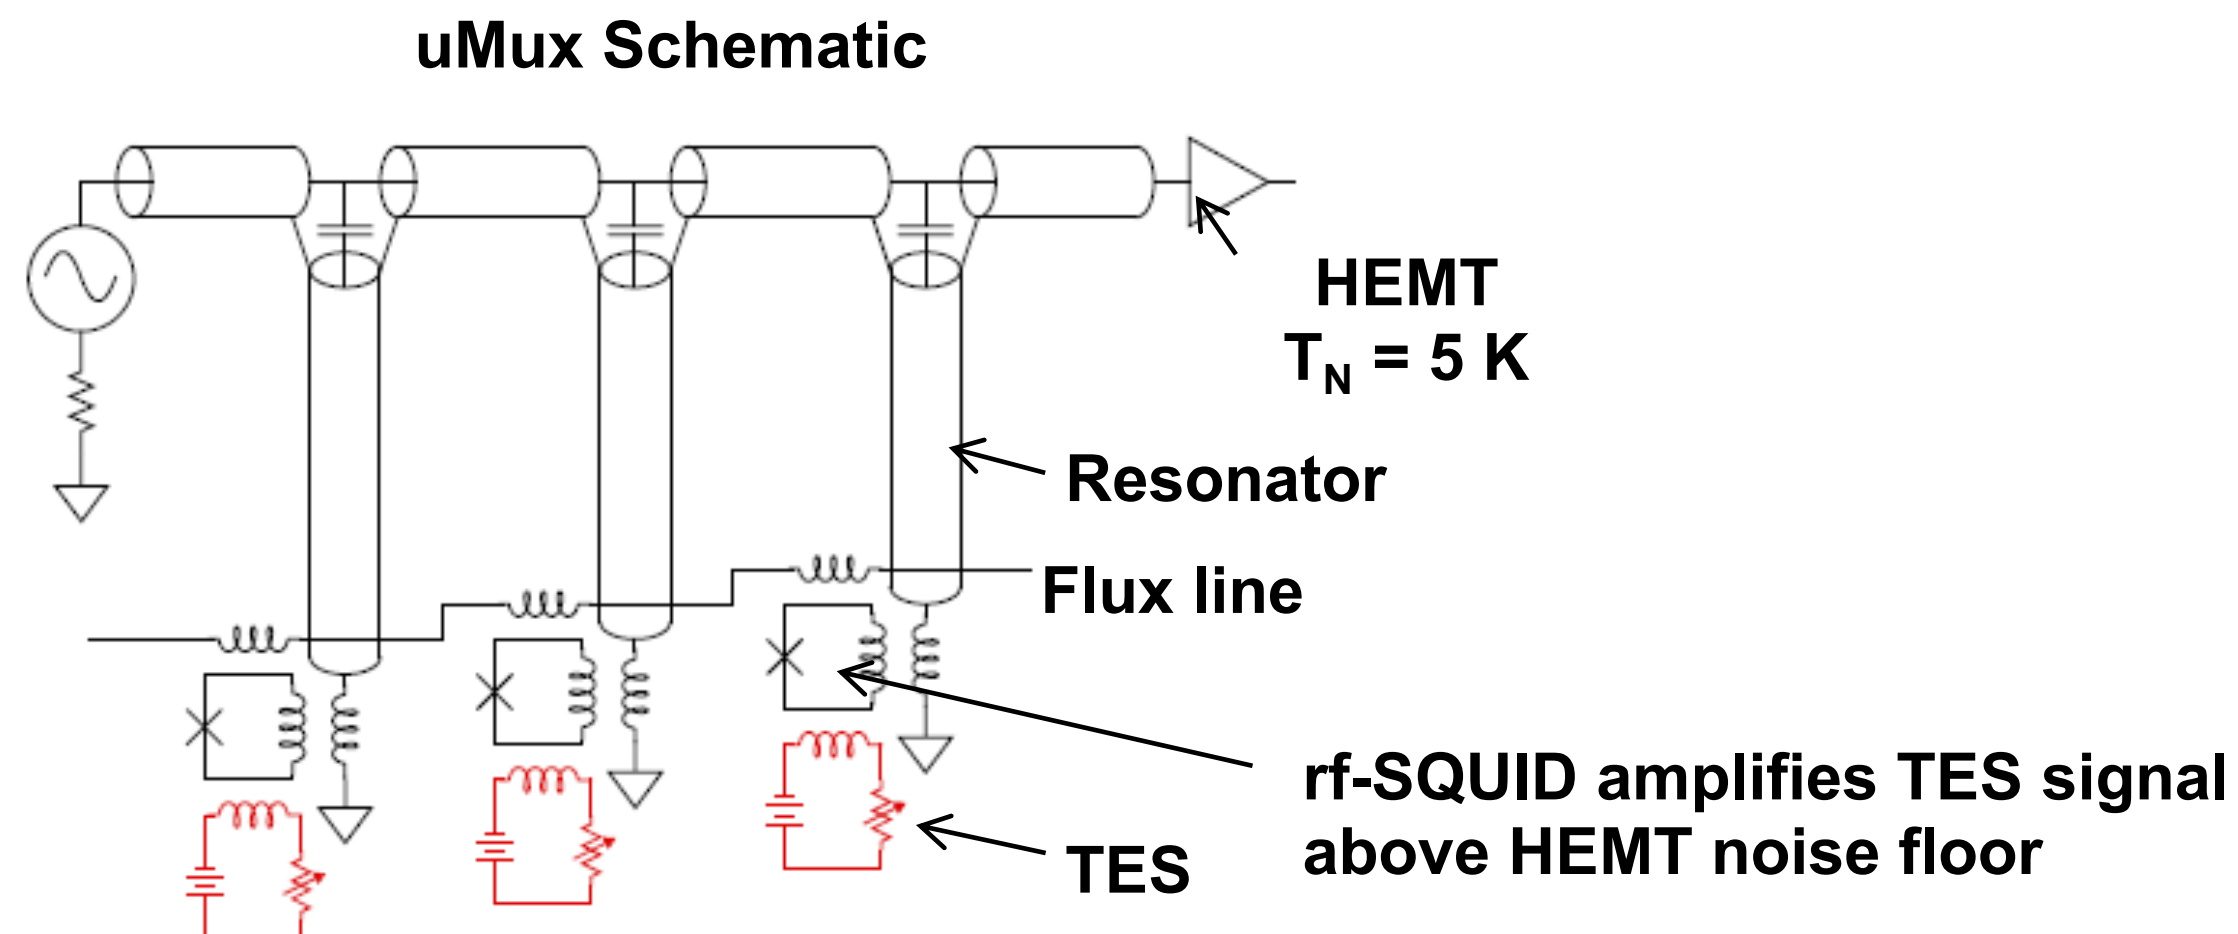 uMux Schematic
HEMT
T_N = 5 K
Resonator
Flux line
rf-SQUID amplifies TES signal
above HEMT noise floor
TES